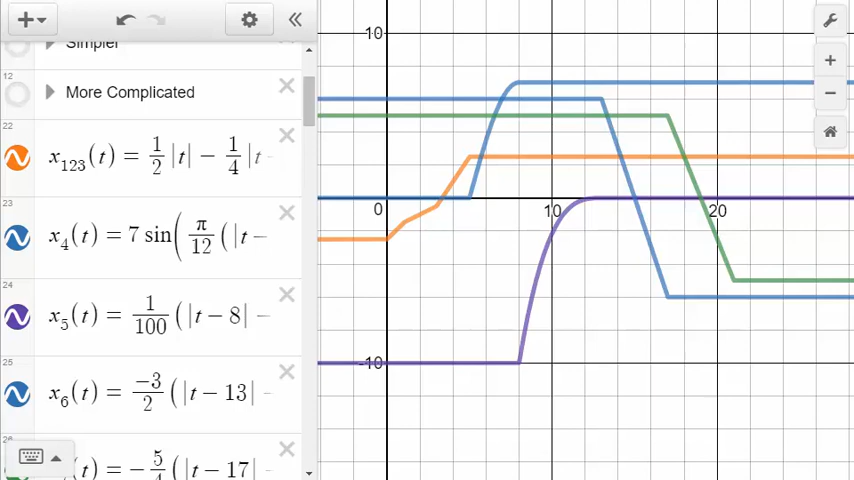 Simpler
12
More Complicated
22
x₁₂₃(t) = 1/2 |t| − 1/4 |t −
23
x₄(t) = 7 sin( π/12 ( |t −
24
x₅(t) = 1/100 ( |t − 8| −
25
x₆(t) = −3/2 ( |t − 13| −
(t) = − 5/4 ( |t − 17| −
10
0
10
20
-10